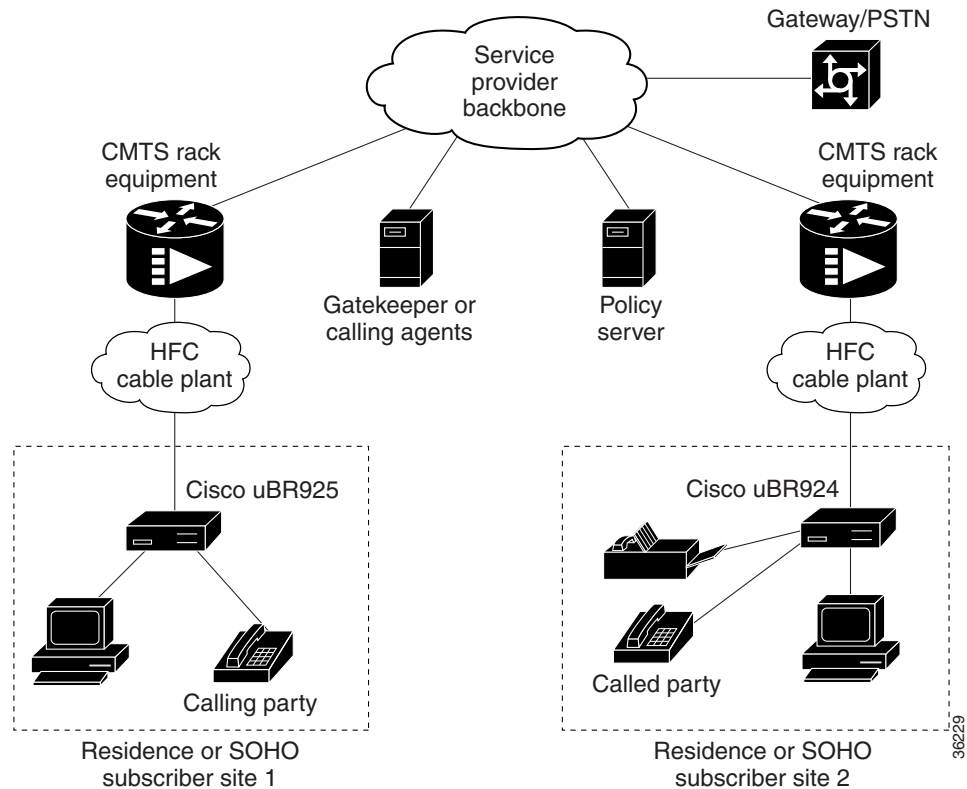 Gateway/PSTN
Service
provider
backbone
CMTS rack
equipment
CMTS rack
equipment
Gatekeeper or
calling agents
Policy
server
HFC
cable plant
HFC
cable plant
Cisco uBR925
Cisco uBR924
Calling party
Called party
Residence or SOHO
subscriber site 1
Residence or SOHO
subscriber site 2
36229